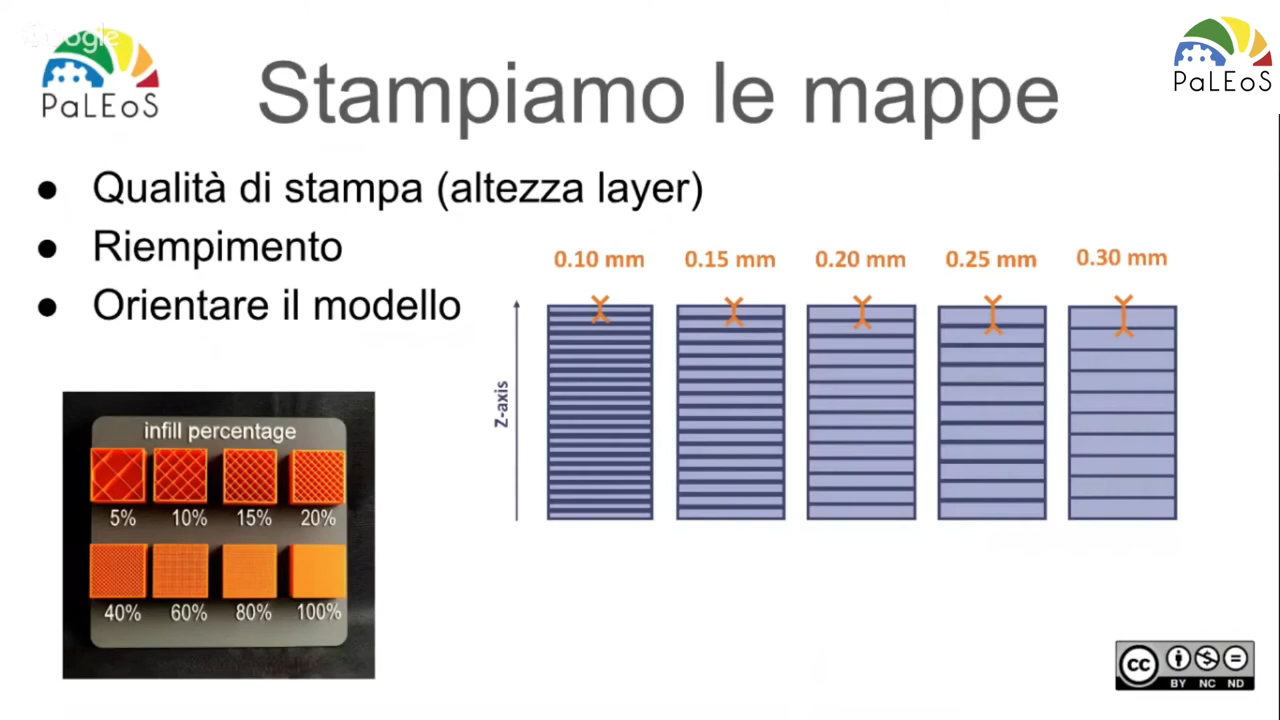 Google
PaLEoS
PaLEoS
Stampiamo le mappe
● Qualità di stampa (altezza layer)
● Riempimento
● Orientare il modello
0.10 mm 0.15 mm 0.20 mm 0.25 mm 0.30 mm
Z-axis
infill percentage
5% 10% 15% 20%
40% 60% 80% 100%
cc
BY NC ND